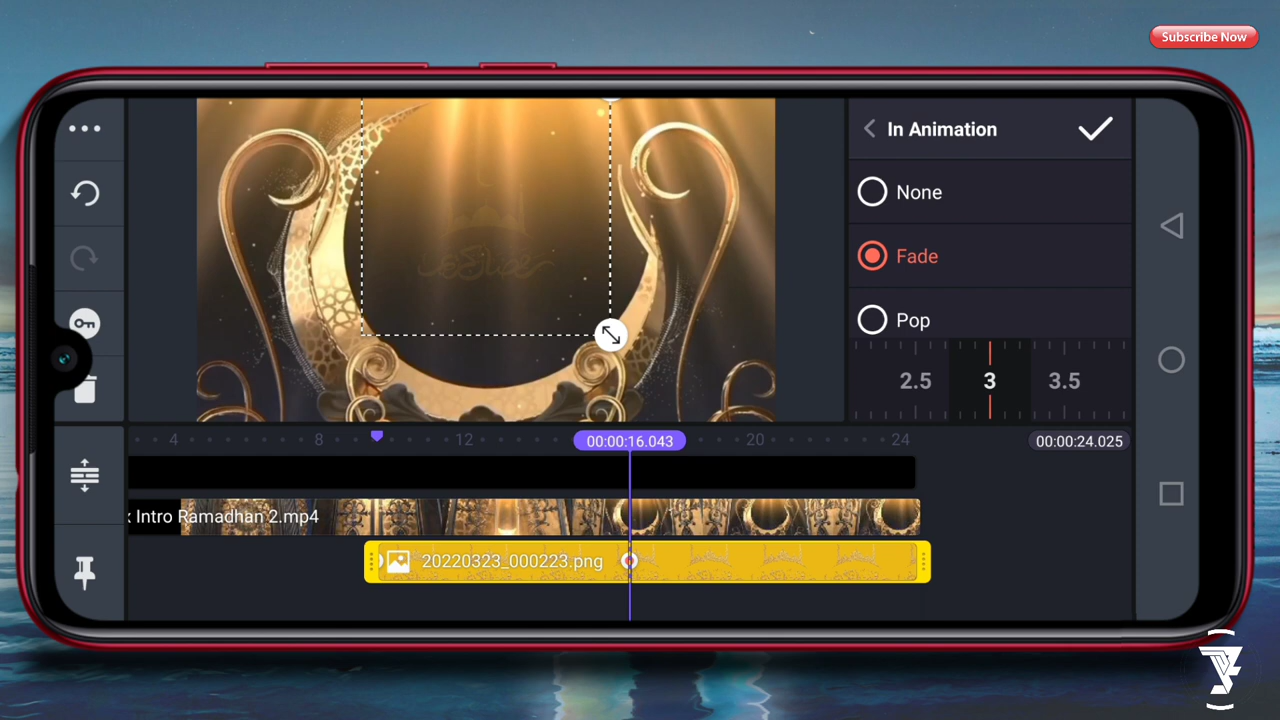 Subscribe Now
In Animation
None
Fade
Pop
2.5 3 3.5
4 8 12 20 24
00:00:16.043
00:00:24.025
Intro Ramadhan 2.mp4
20220323_000223.png